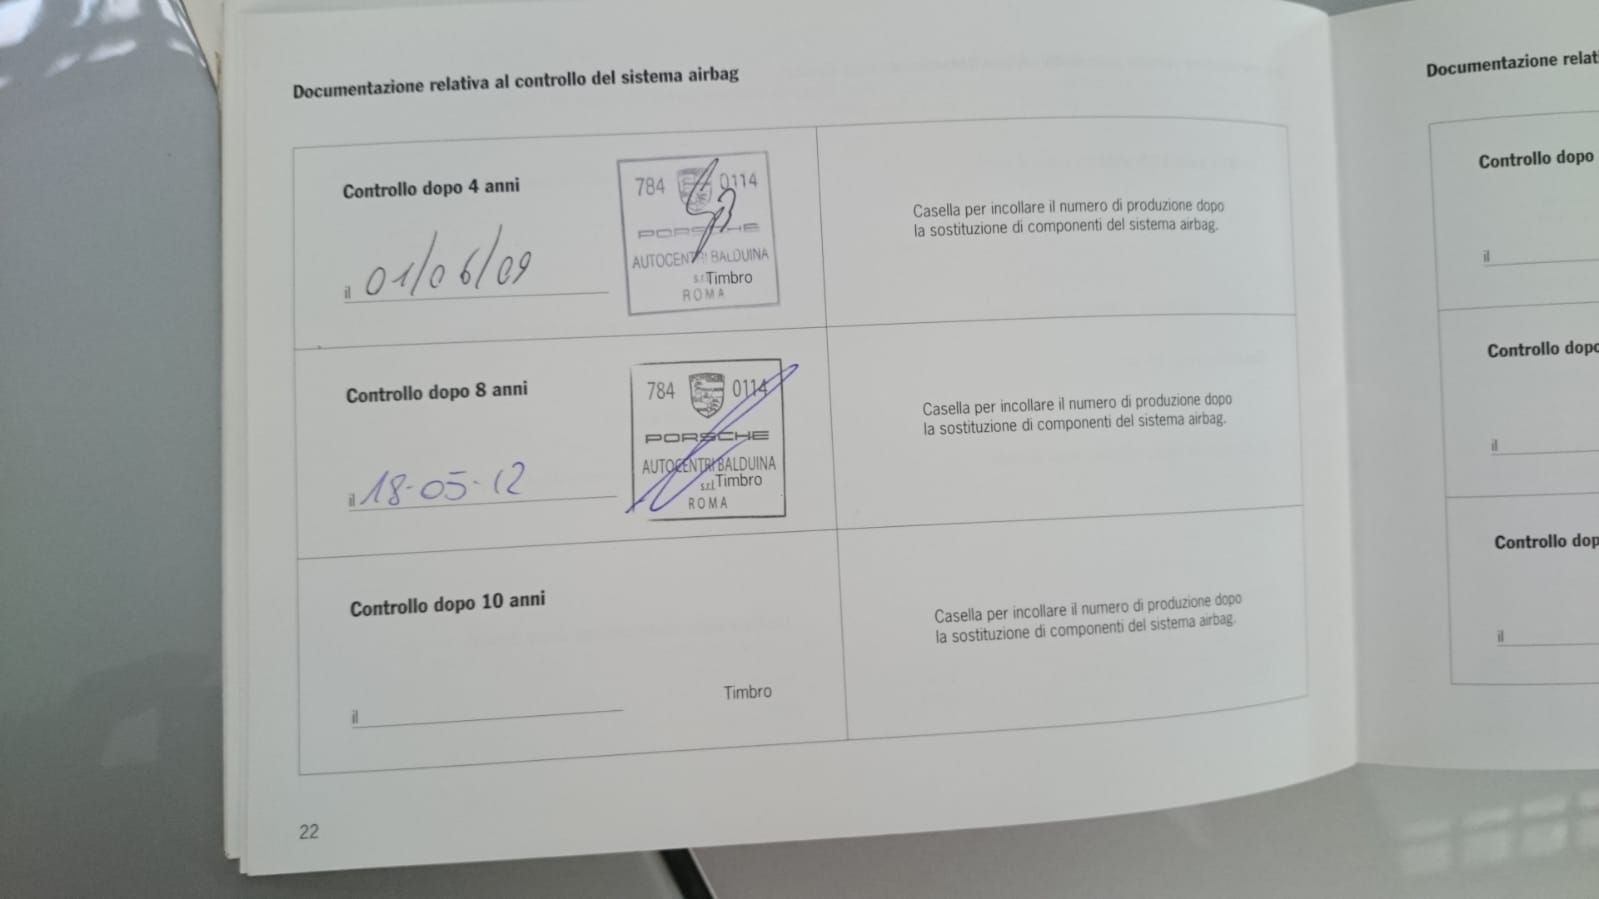 Documentazione relativa al controllo del sistema airbag
Controllo dopo 4 anni
il 01/06/09
784 0114
PORSCHE
AUTOCENTRI BALDUINA
s.r.l Timbro
ROMA
Casella per incollare il numero di produzione dopo
la sostituzione di componenti del sistema airbag.
Controllo dopo 8 anni
il 18-05-12
784 0114
PORSCHE
AUTOCENTRI BALDUINA
s.r.l Timbro
ROMA
Casella per incollare il numero di produzione dopo
la sostituzione di componenti del sistema airbag.
Controllo dopo 10 anni
il
Timbro
Casella per incollare il numero di produzione dopo
la sostituzione di componenti del sistema airbag.
22
Documentazione relat
Controllo dopo
il
Controllo dopo
il
Controllo dop
il